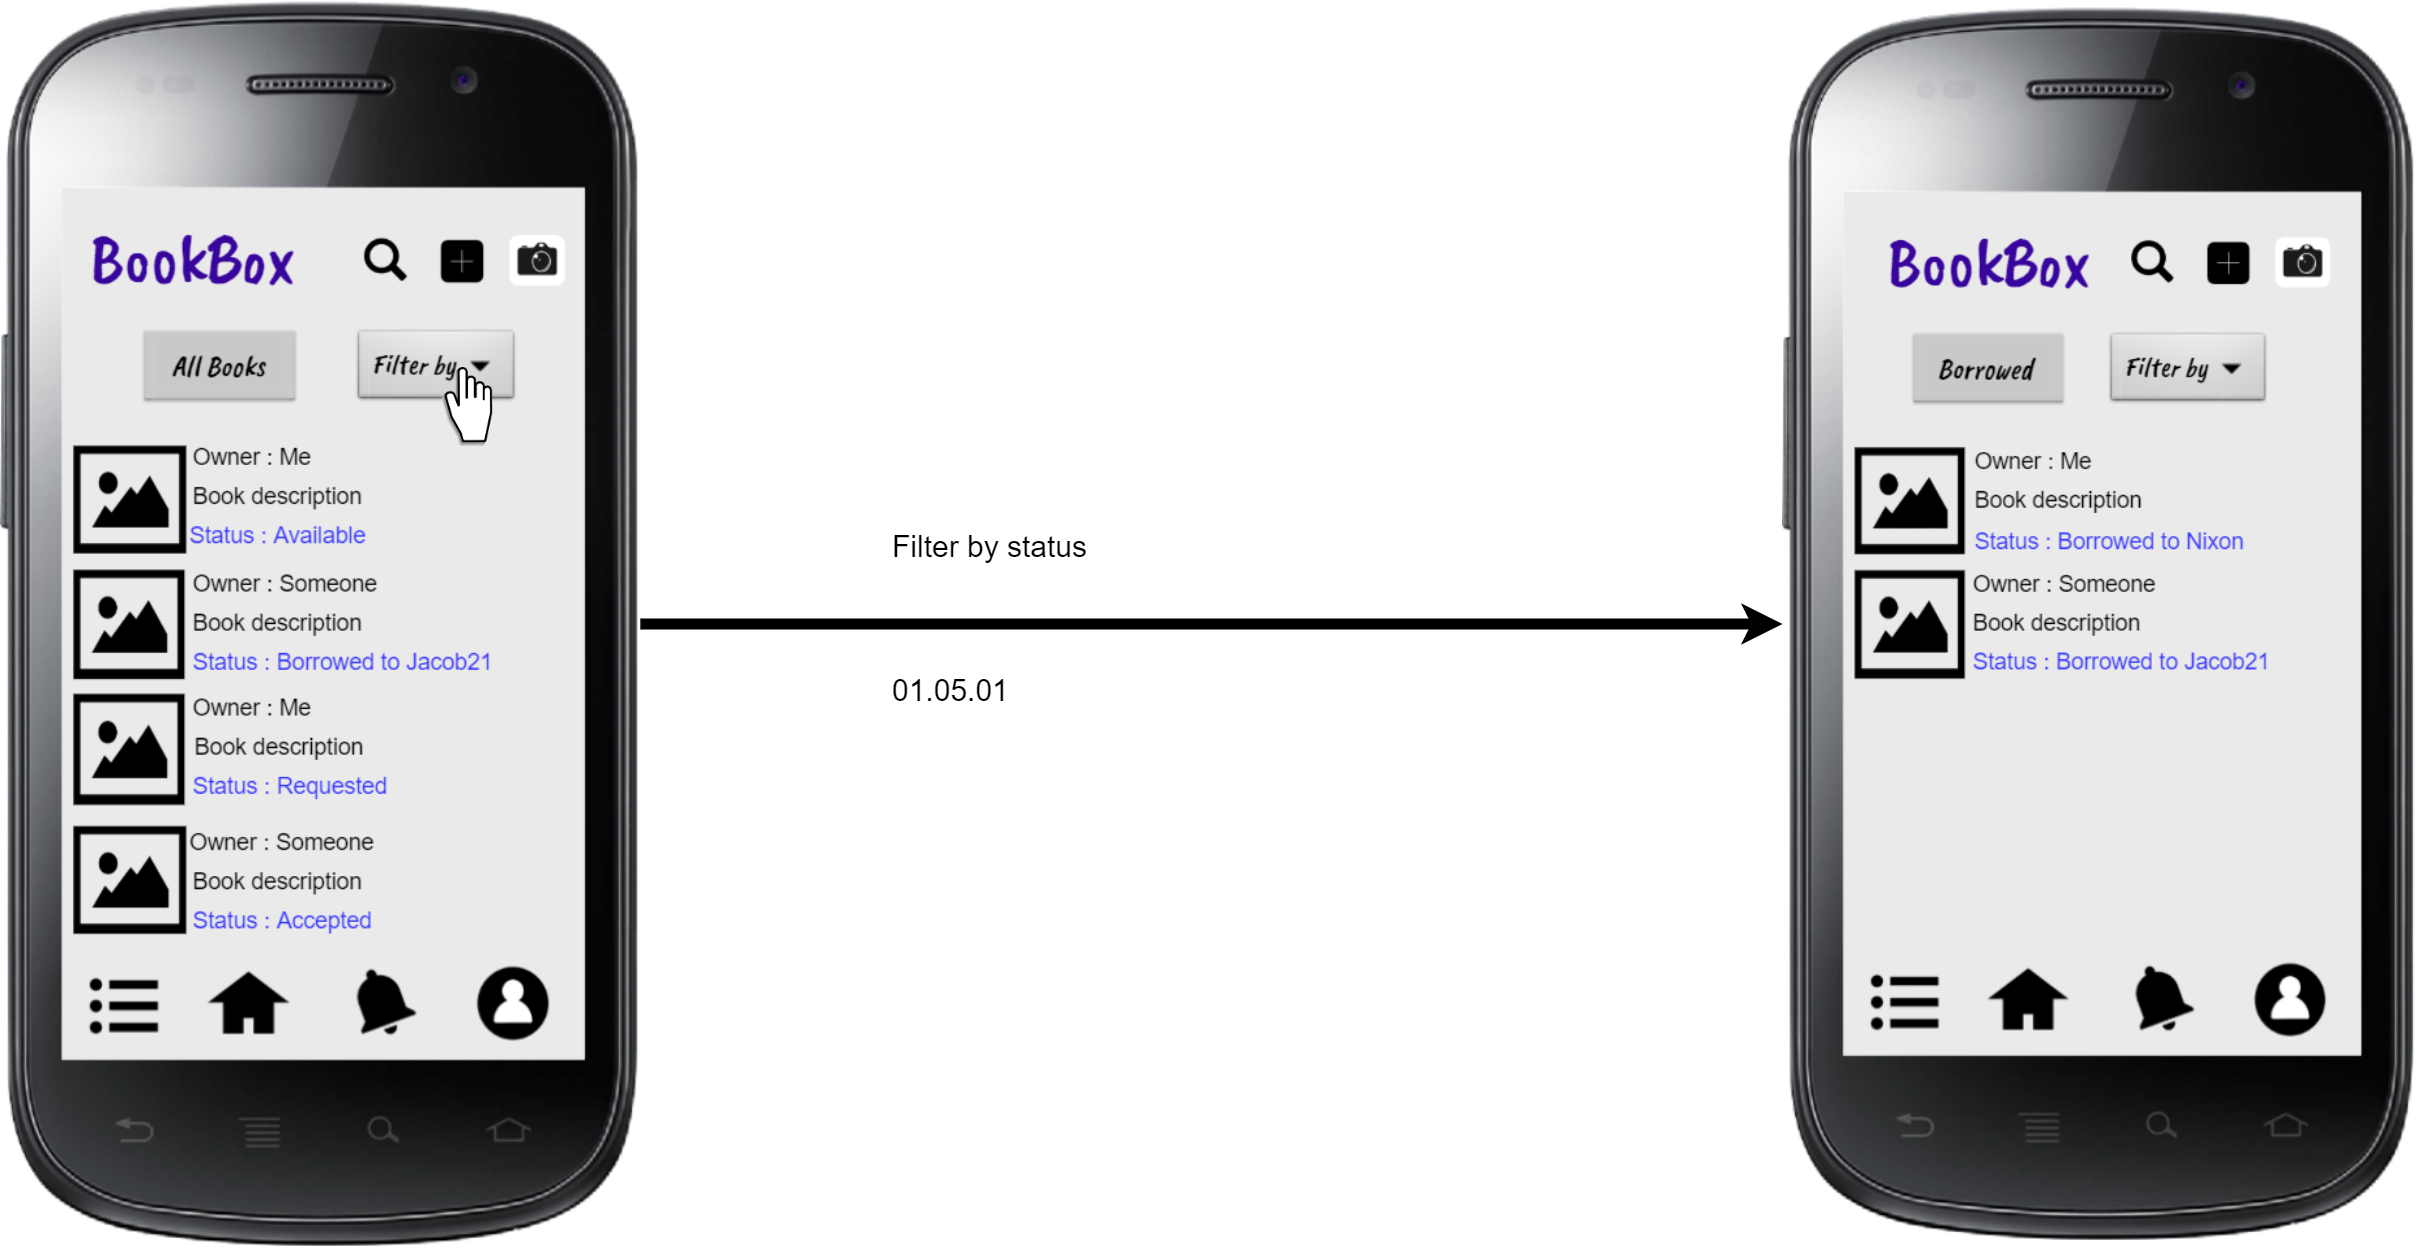 BookBox
All Books
Filter by
Owner : Me
Book description
Status : Available
Owner : Someone
Book description
Status : Borrowed to Jacob21
Owner : Me
Book description
Status : Requested
Owner : Someone
Book description
Status : Accepted
Filter by status
01.05.01
BookBox
Borrowed
Filter by
Owner : Me
Book description
Status : Borrowed to Nixon
Owner : Someone
Book description
Status : Borrowed to Jacob21